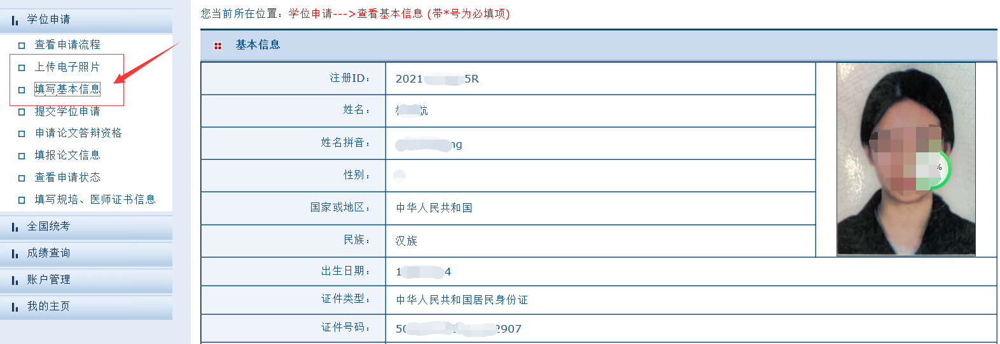 您当前所在位置：学位申请--->查看基本信息 (带*号为必填项)
学位申请
查看申请流程
上传电子照片
填写基本信息
提交学位申请
申请论文答辩资格
填报论文信息
查看申请状态
填写规培、医师证书信息
全国统考
成绩查询
账户管理
我的主页
基本信息
注册ID： 2021 5R
姓名： 航
姓名拼音： ng
性别：
国家或地区： 中华人民共和国
民族： 汉族
出生日期： 1 4
证件类型： 中华人民共和国居民身份证
证件号码： 50 2907
%